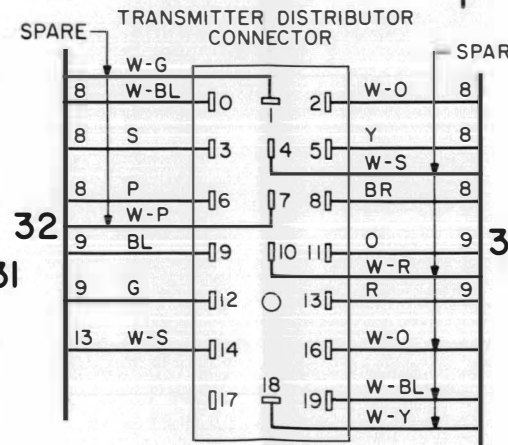 TRANSMITTER DISTRIBUTOR
CONNECTOR
SPARE
SPAR
W-G
8 W-BL 0 1 2 W-O 8
8 S 3 4 5 Y 8
W-S
8 P 6 7 8 BR 8
W-P
32
9 BL 9 10 11 O 9 3
W-R
31
9 G 12 13 R 9
13 W-S 14 16 W-O
17 18 19 W-BL
W-Y